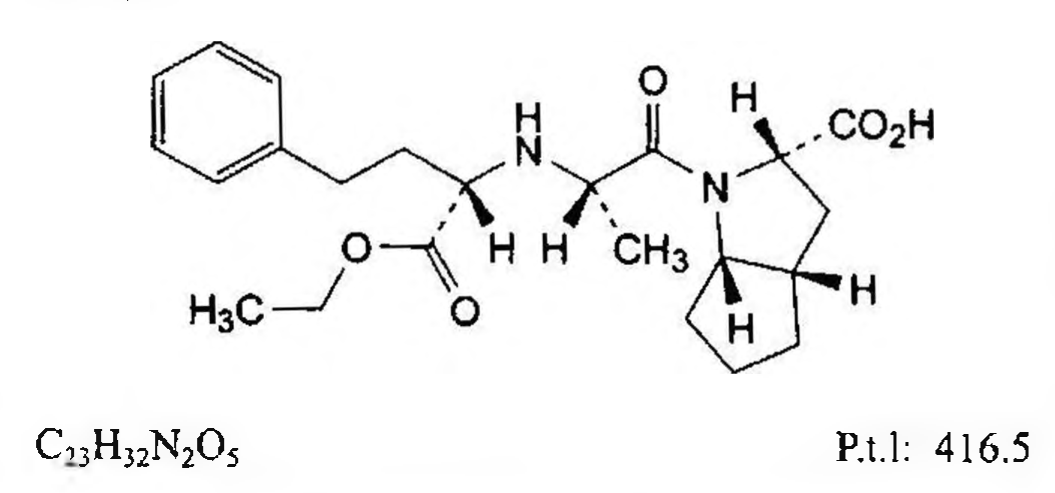 O
H
CO₂H
H
N
N
O
H
H
CH₃
H
H₃C
O
H
C₂₃H₃₂N₂O₅
P.t.l: 416.5